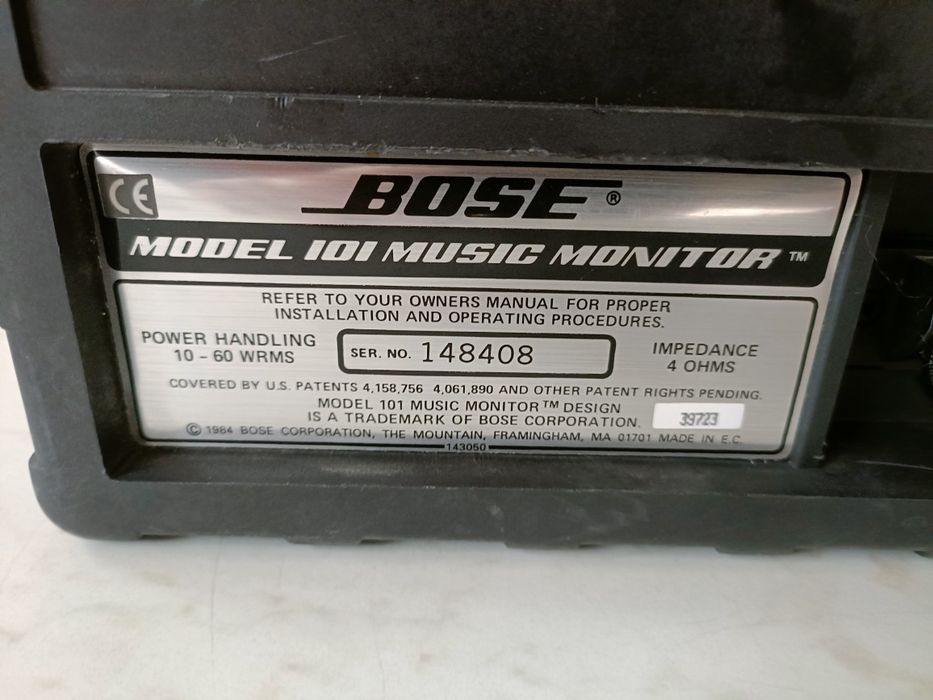 CE
BOSE®
MODEL 101 MUSIC MONITOR™
REFER TO YOUR OWNERS MANUAL FOR PROPER
INSTALLATION AND OPERATING PROCEDURES.
POWER HANDLING
10 - 60 WRMS
SER. NO. 148408
IMPEDANCE
4 OHMS
COVERED BY U.S. PATENTS 4,158,756 4,061,890 AND OTHER PATENT RIGHTS PENDING.
MODEL 101 MUSIC MONITOR™ DESIGN
IS A TRADEMARK OF BOSE CORPORATION.
39723
© 1984 BOSE CORPORATION, THE MOUNTAIN, FRAMINGHAM, MA 01701 MADE IN E.C.
143050